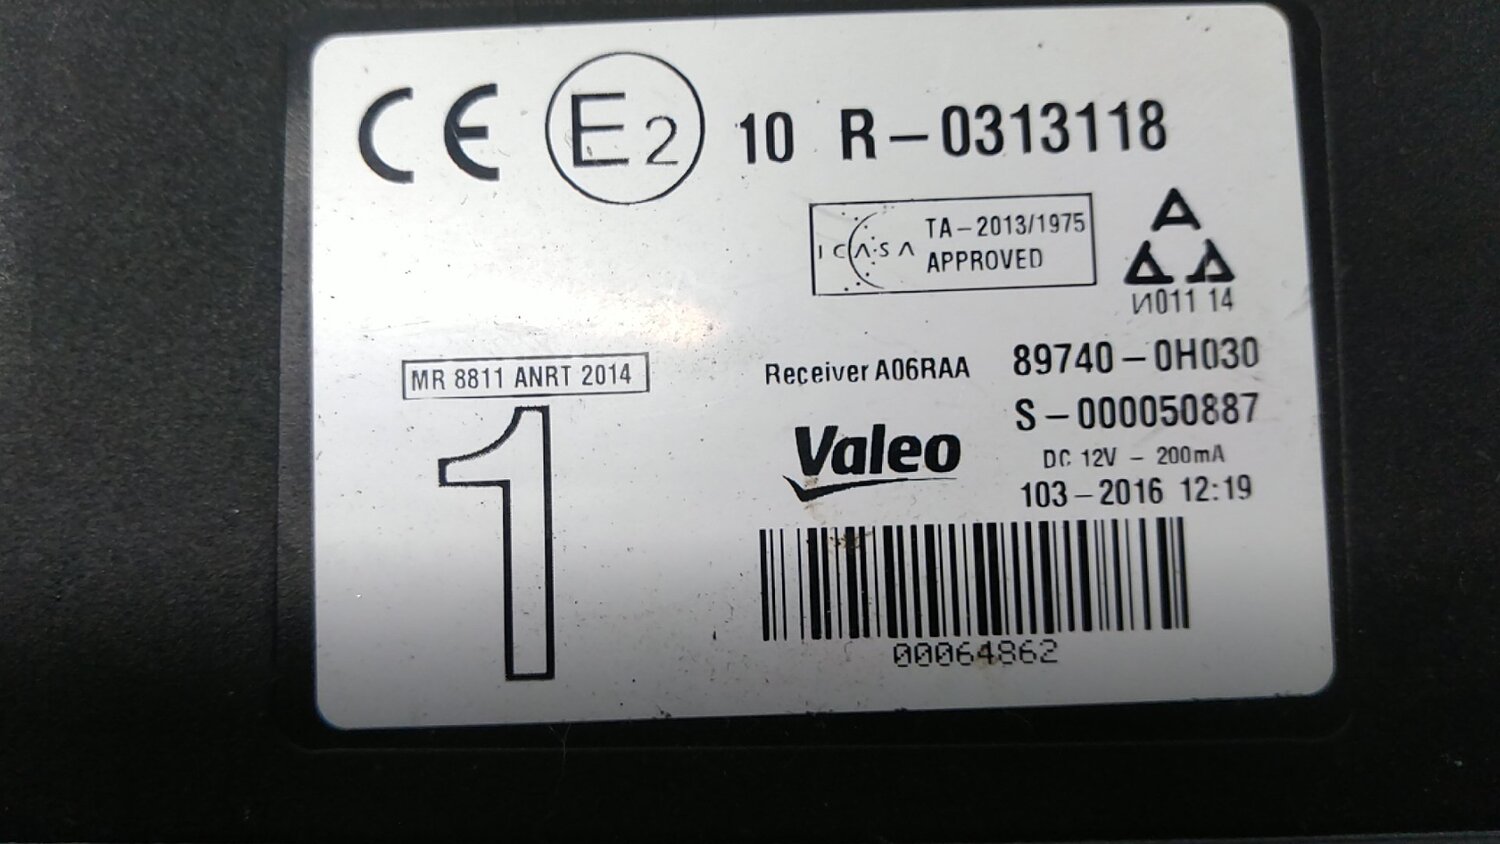 CE E2 10 R-0313118
ICASA TA-2013/1975
APPROVED
И011 14
MR 8811 ANRT 2014
1
Receiver A06RAA 89740-0H030
S-000050887
Valeo
DC 12V - 200mA
103-2016 12:19
00064862